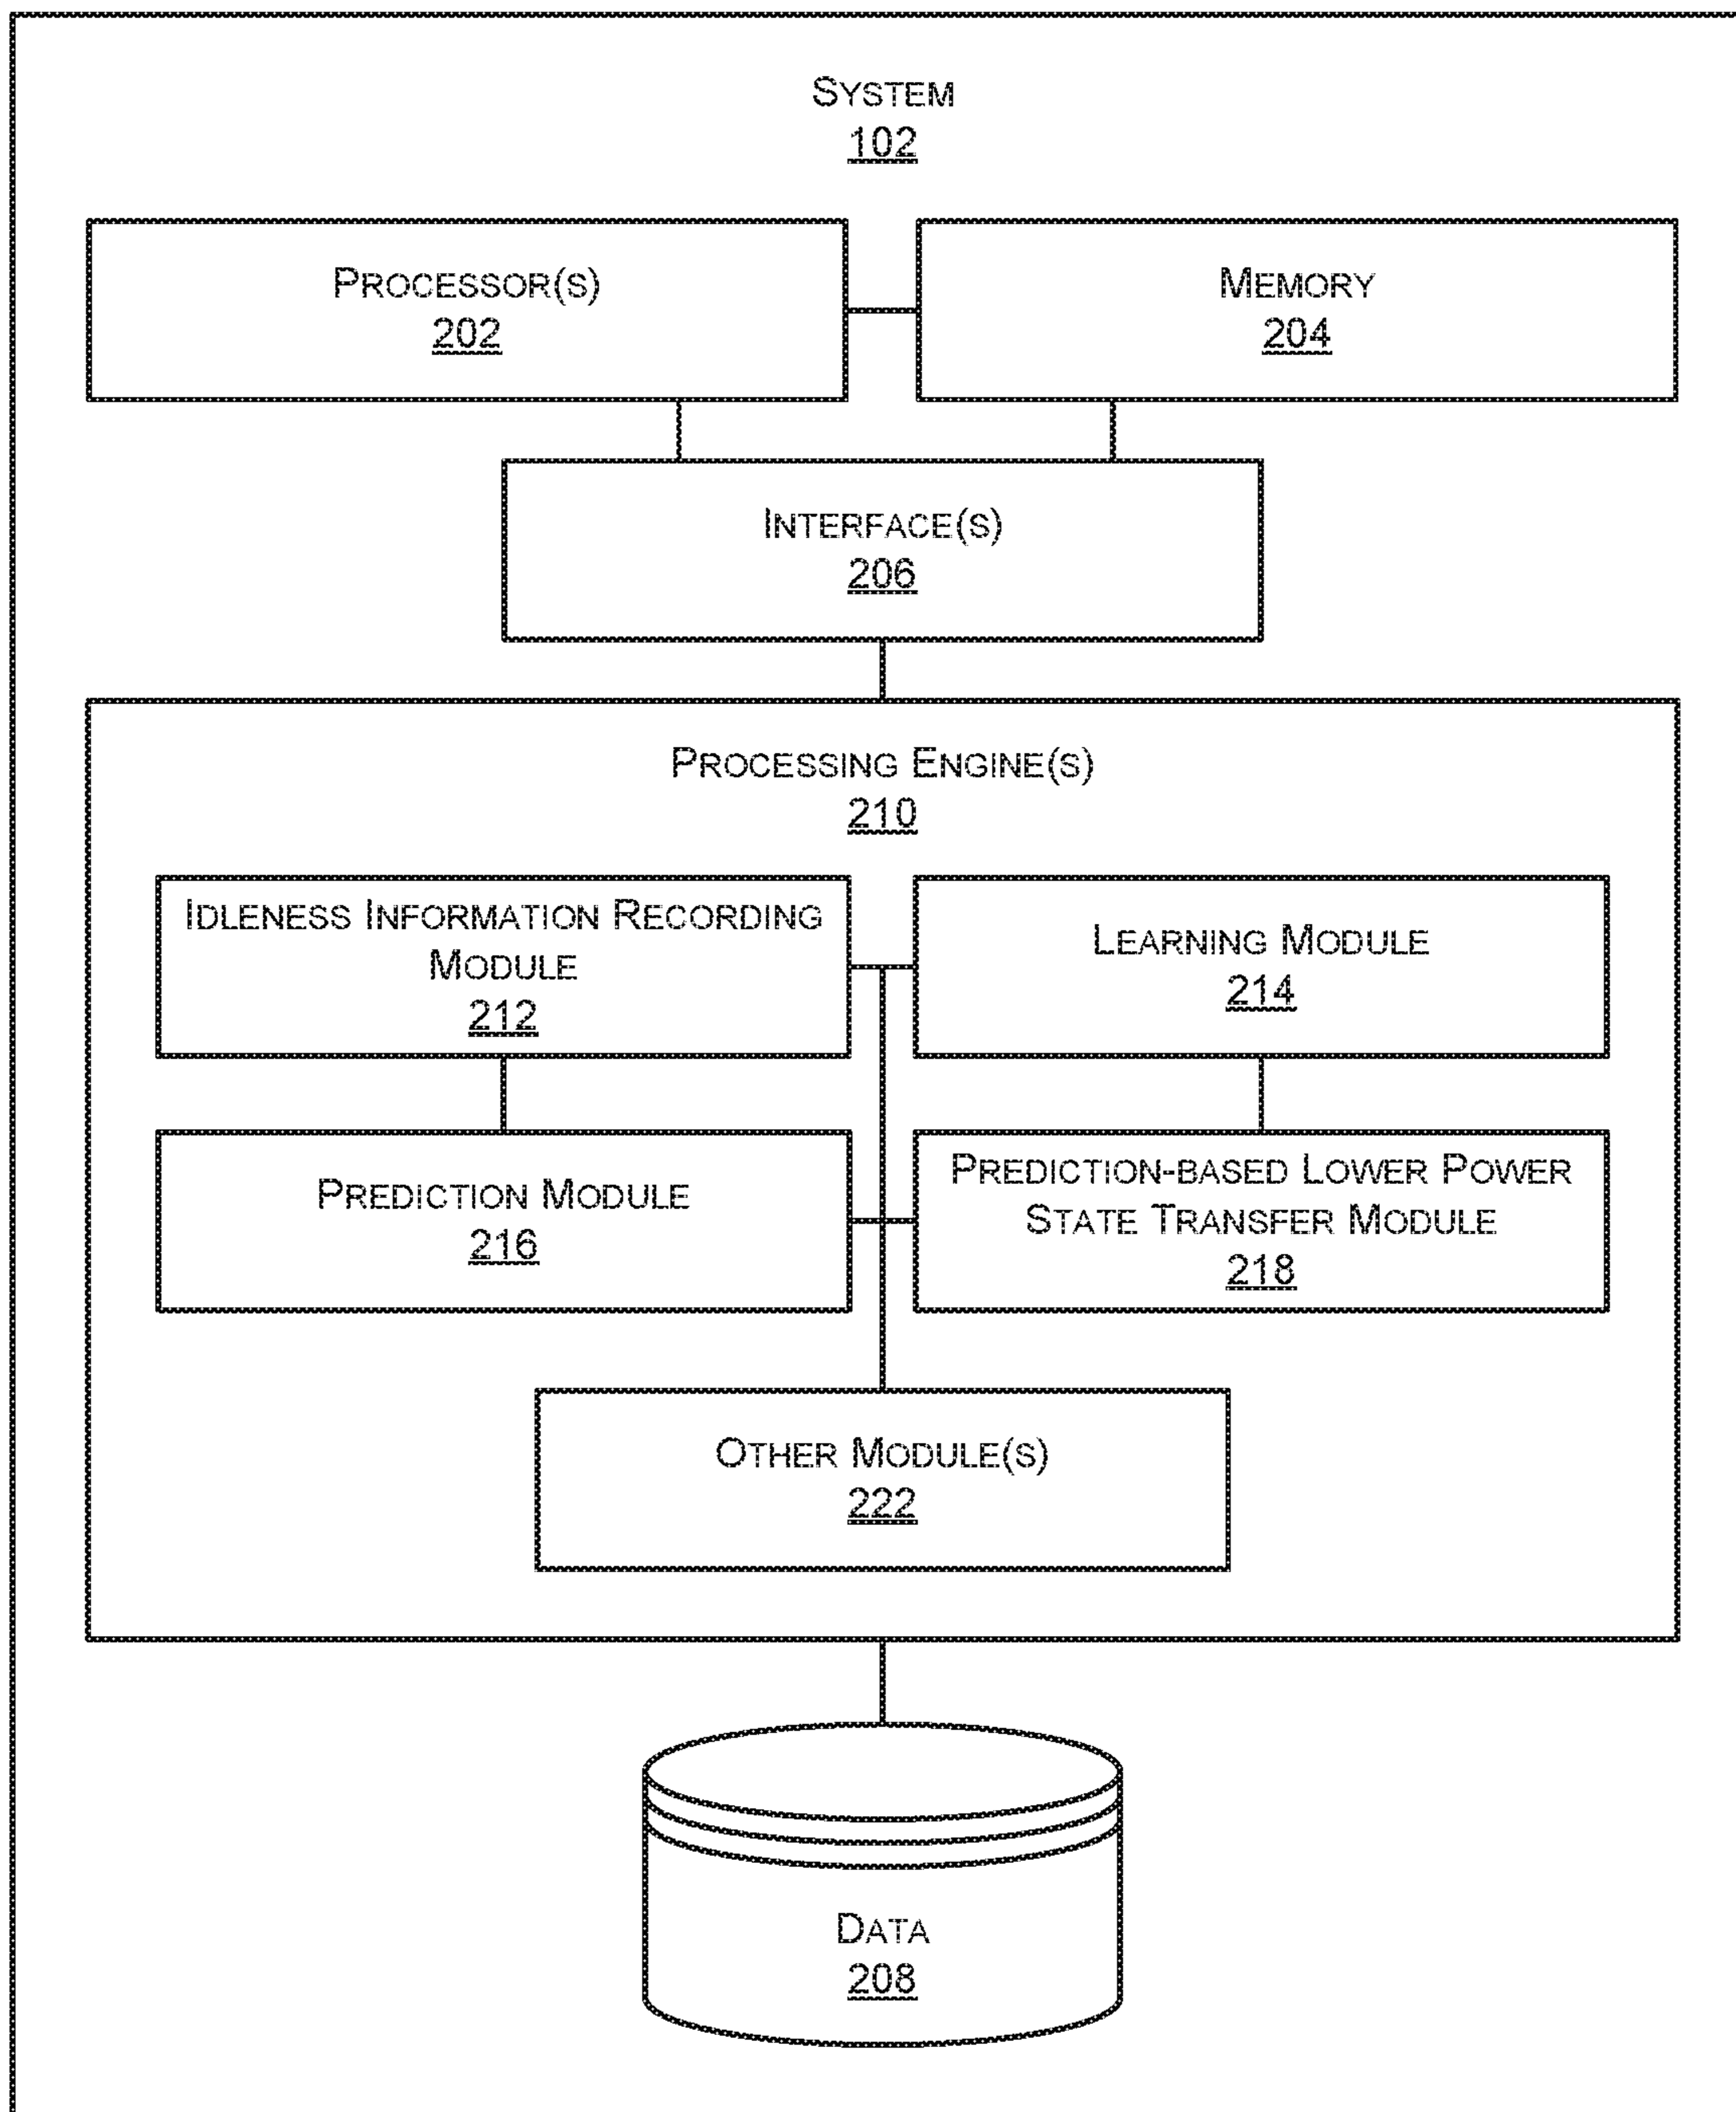 SYSTEM
102
PROCESSOR(S)
202
MEMORY
204
INTERFACE(S)
206
PROCESSING ENGINE(S)
210
IDLENESS INFORMATION RECORDING
MODULE
212
LEARNING MODULE
214
PREDICTION MODULE
216
PREDICTION-BASED LOWER POWER
STATE TRANSFER MODULE
218
OTHER MODULE(S)
222
DATA
208